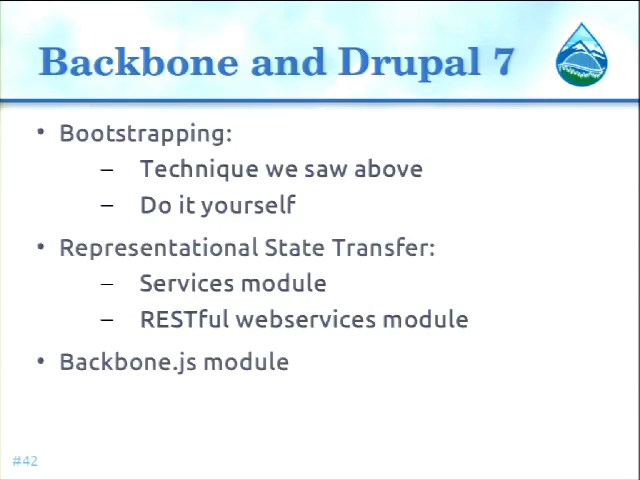 Backbone and Drupal 7
• Bootstrapping:
– Technique we saw above
– Do it yourself
• Representational State Transfer:
– Services module
– RESTful webservices module
• Backbone.js module
#42